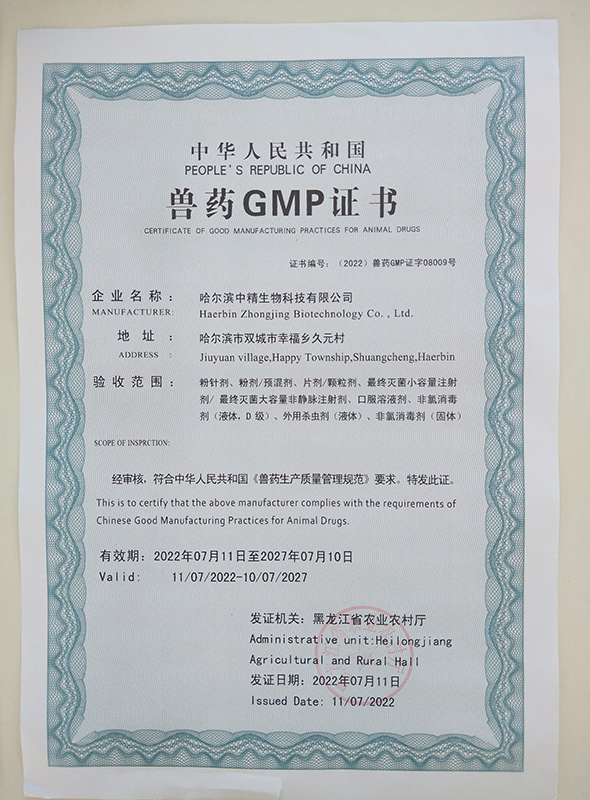 中华人民共和国
PEOPLE'S REPUBLIC OF CHINA
兽药GMP证书
CERTIFICATE OF GOOD MANUFACTURING PRACTICES FOR ANIMAL DRUGS
证书编号：（2022）兽药GMP证字08009号
企业名称： 哈尔滨中精生物科技有限公司
MANUFACTURER: Haerbin Zhongjing Biotechnology Co.，Ltd.
地址： 哈尔滨市双城市幸福乡久元村
ADDRESS : Jiuyuan village,Happy Township,Shuangcheng,Haerbin
验收范围： 粉针剂、粉剂/预混剂、片剂/颗粒剂、最终灭菌小容量注射
剂/ 最终灭菌大容量非静脉注射剂、口服溶液剂、非氯消毒
剂（液体，D 级）、外用杀虫剂（液体）、非氯消毒剂（固体）
SCOPE OF INSPRCTION:
经审核，符合中华人民共和国《兽药生产质量管理规范》要求。特发此证。
This is to certify that the above manufacturer complies with the requirements of
Chinese Good Manufacturing Practices for Animal Drugs.
有效期：2022年07月11日至2027年07月10日
Valid: 11/07/2022-10/07/2027
发证机关：黑龙江省农业农村厅
Administrative unit:Heilongjiang
Agricultural and Rural Hall
发证日期：2022年07月11日
Issued Date: 11/07/2022